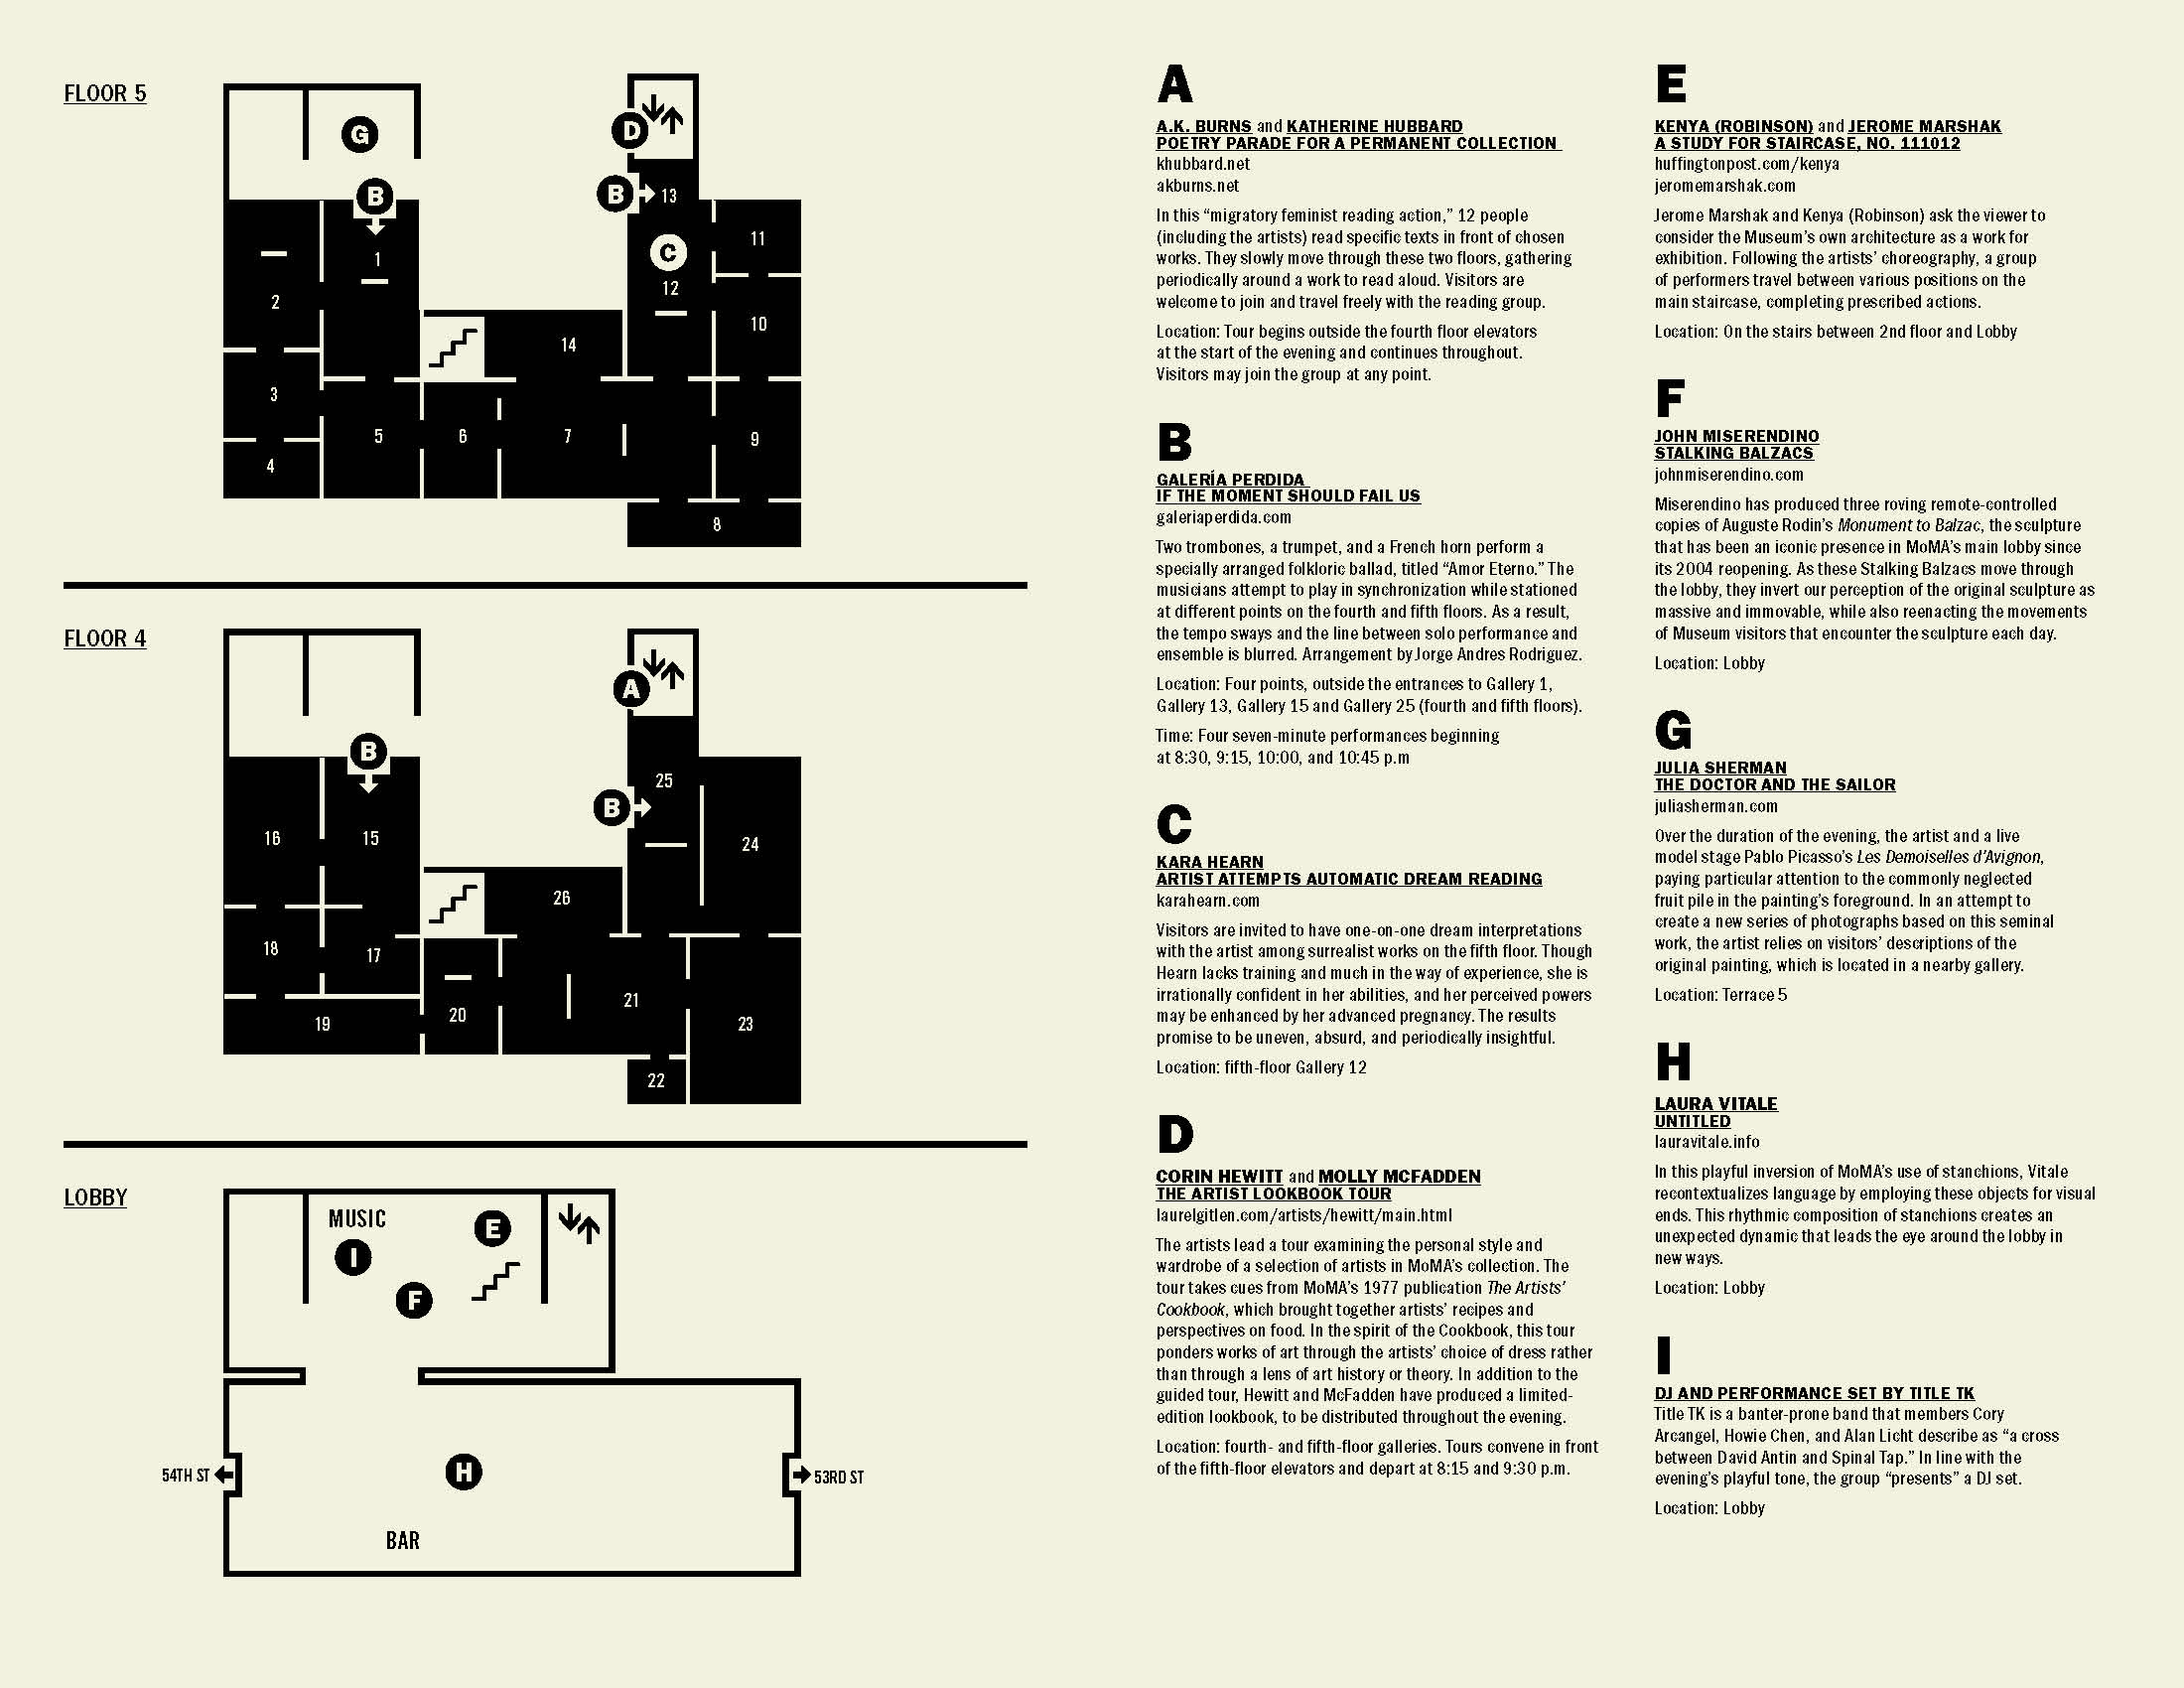 FLOOR 5
G
D
B
B
13
C
11
1
12
2
10
14
3
5
6
7
9
4
8
FLOOR 4
A
B
25
B
16
15
24
26
18
17
21
20
19
23
22
LOBBY
MUSIC
E
I
F
54TH ST
H
53RD ST
BAR
A
A.K. BURNS and KATHERINE HUBBARD
POETRY PARADE FOR A PERMANENT COLLECTION
khubbard.net
akburns.net
In this “migratory feminist reading action,” 12 people
(including the artists) read specific texts in front of chosen
works. They slowly move through these two floors, gathering
periodically around a work to read aloud. Visitors are
welcome to join and travel freely with the reading group.
Location: Tour begins outside the fourth floor elevators
at the start of the evening and continues throughout.
Visitors may join the group at any point.
B
GALERÍA PERDIDA
IF THE MOMENT SHOULD FAIL US
galeriaperdida.com
Two trombones, a trumpet, and a French horn perform a
specially arranged folkloric ballad, titled “Amor Eterno.” The
musicians attempt to play in synchronization while stationed
at different points on the fourth and fifth floors. As a result,
the tempo sways and the line between solo performance and
ensemble is blurred. Arrangement by Jorge Andres Rodriguez.
Location: Four points, outside the entrances to Gallery 1,
Gallery 13, Gallery 15 and Gallery 25 (fourth and fifth floors).
Time: Four seven-minute performances beginning
at 8:30, 9:15, 10:00, and 10:45 p.m
C
KARA HEARN
ARTIST ATTEMPTS AUTOMATIC DREAM READING
karahearn.com
Visitors are invited to have one-on-one dream interpretations
with the artist among surrealist works on the fifth floor. Though
Hearn lacks training and much in the way of experience, she is
irrationally confident in her abilities, and her perceived powers
may be enhanced by her advanced pregnancy. The results
promise to be uneven, absurd, and periodically insightful.
Location: fifth-floor Gallery 12
D
CORIN HEWITT and MOLLY MCFADDEN
THE ARTIST LOOKBOOK TOUR
laurelgitlen.com/artists/hewitt/main.html
The artists lead a tour examining the personal style and
wardrobe of a selection of artists in MoMA’s collection. The
tour takes cues from MoMA’s 1977 publication The Artists’
Cookbook, which brought together artists’ recipes and
perspectives on food. In the spirit of the Cookbook, this tour
ponders works of art through the artists’ choice of dress rather
than through a lens of art history or theory. In addition to the
guided tour, Hewitt and McFadden have produced a limited-
edition lookbook, to be distributed throughout the evening.
Location: fourth- and fifth-floor galleries. Tours convene in front
of the fifth-floor elevators and depart at 8:15 and 9:30 p.m.
E
KENYA (ROBINSON) and JEROME MARSHAK
A STUDY FOR STAIRCASE, NO. 111012
huffingtonpost.com/kenya
jeromemarshak.com
Jerome Marshak and Kenya (Robinson) ask the viewer to
consider the Museum’s own architecture as a work for
exhibition. Following the artists’ choreography, a group
of performers travel between various positions on the
main staircase, completing prescribed actions.
Location: On the stairs between 2nd floor and Lobby
F
JOHN MISERENDINO
STALKING BALZACS
johnmiserendino.com
Miserendino has produced three roving remote-controlled
copies of Auguste Rodin’s Monument to Balzac, the sculpture
that has been an iconic presence in MoMA’s main lobby since
its 2004 reopening. As these Stalking Balzacs move through
the lobby, they invert our perception of the original sculpture as
massive and immovable, while also reenacting the movements
of Museum visitors that encounter the sculpture each day.
Location: Lobby
G
JULIA SHERMAN
THE DOCTOR AND THE SAILOR
juliasherman.com
Over the duration of the evening, the artist and a live
model stage Pablo Picasso’s Les Demoiselles d’Avignon,
paying particular attention to the commonly neglected
fruit pile in the painting’s foreground. In an attempt to
create a new series of photographs based on this seminal
work, the artist relies on visitors’ descriptions of the
original painting, which is located in a nearby gallery.
Location: Terrace 5
H
LAURA VITALE
UNTITLED
lauravitale.info
In this playful inversion of MoMA’s use of stanchions, Vitale
recontextualizes language by employing these objects for visual
ends. This rhythmic composition of stanchions creates an
unexpected dynamic that leads the eye around the lobby in
new ways.
Location: Lobby
I
DJ AND PERFORMANCE SET BY TITLE TK
Title TK is a banter-prone band that members Cory
Arcangel, Howie Chen, and Alan Licht describe as “a cross
between David Antin and Spinal Tap.” In line with the
evening’s playful tone, the group “presents” a DJ set.
Location: Lobby